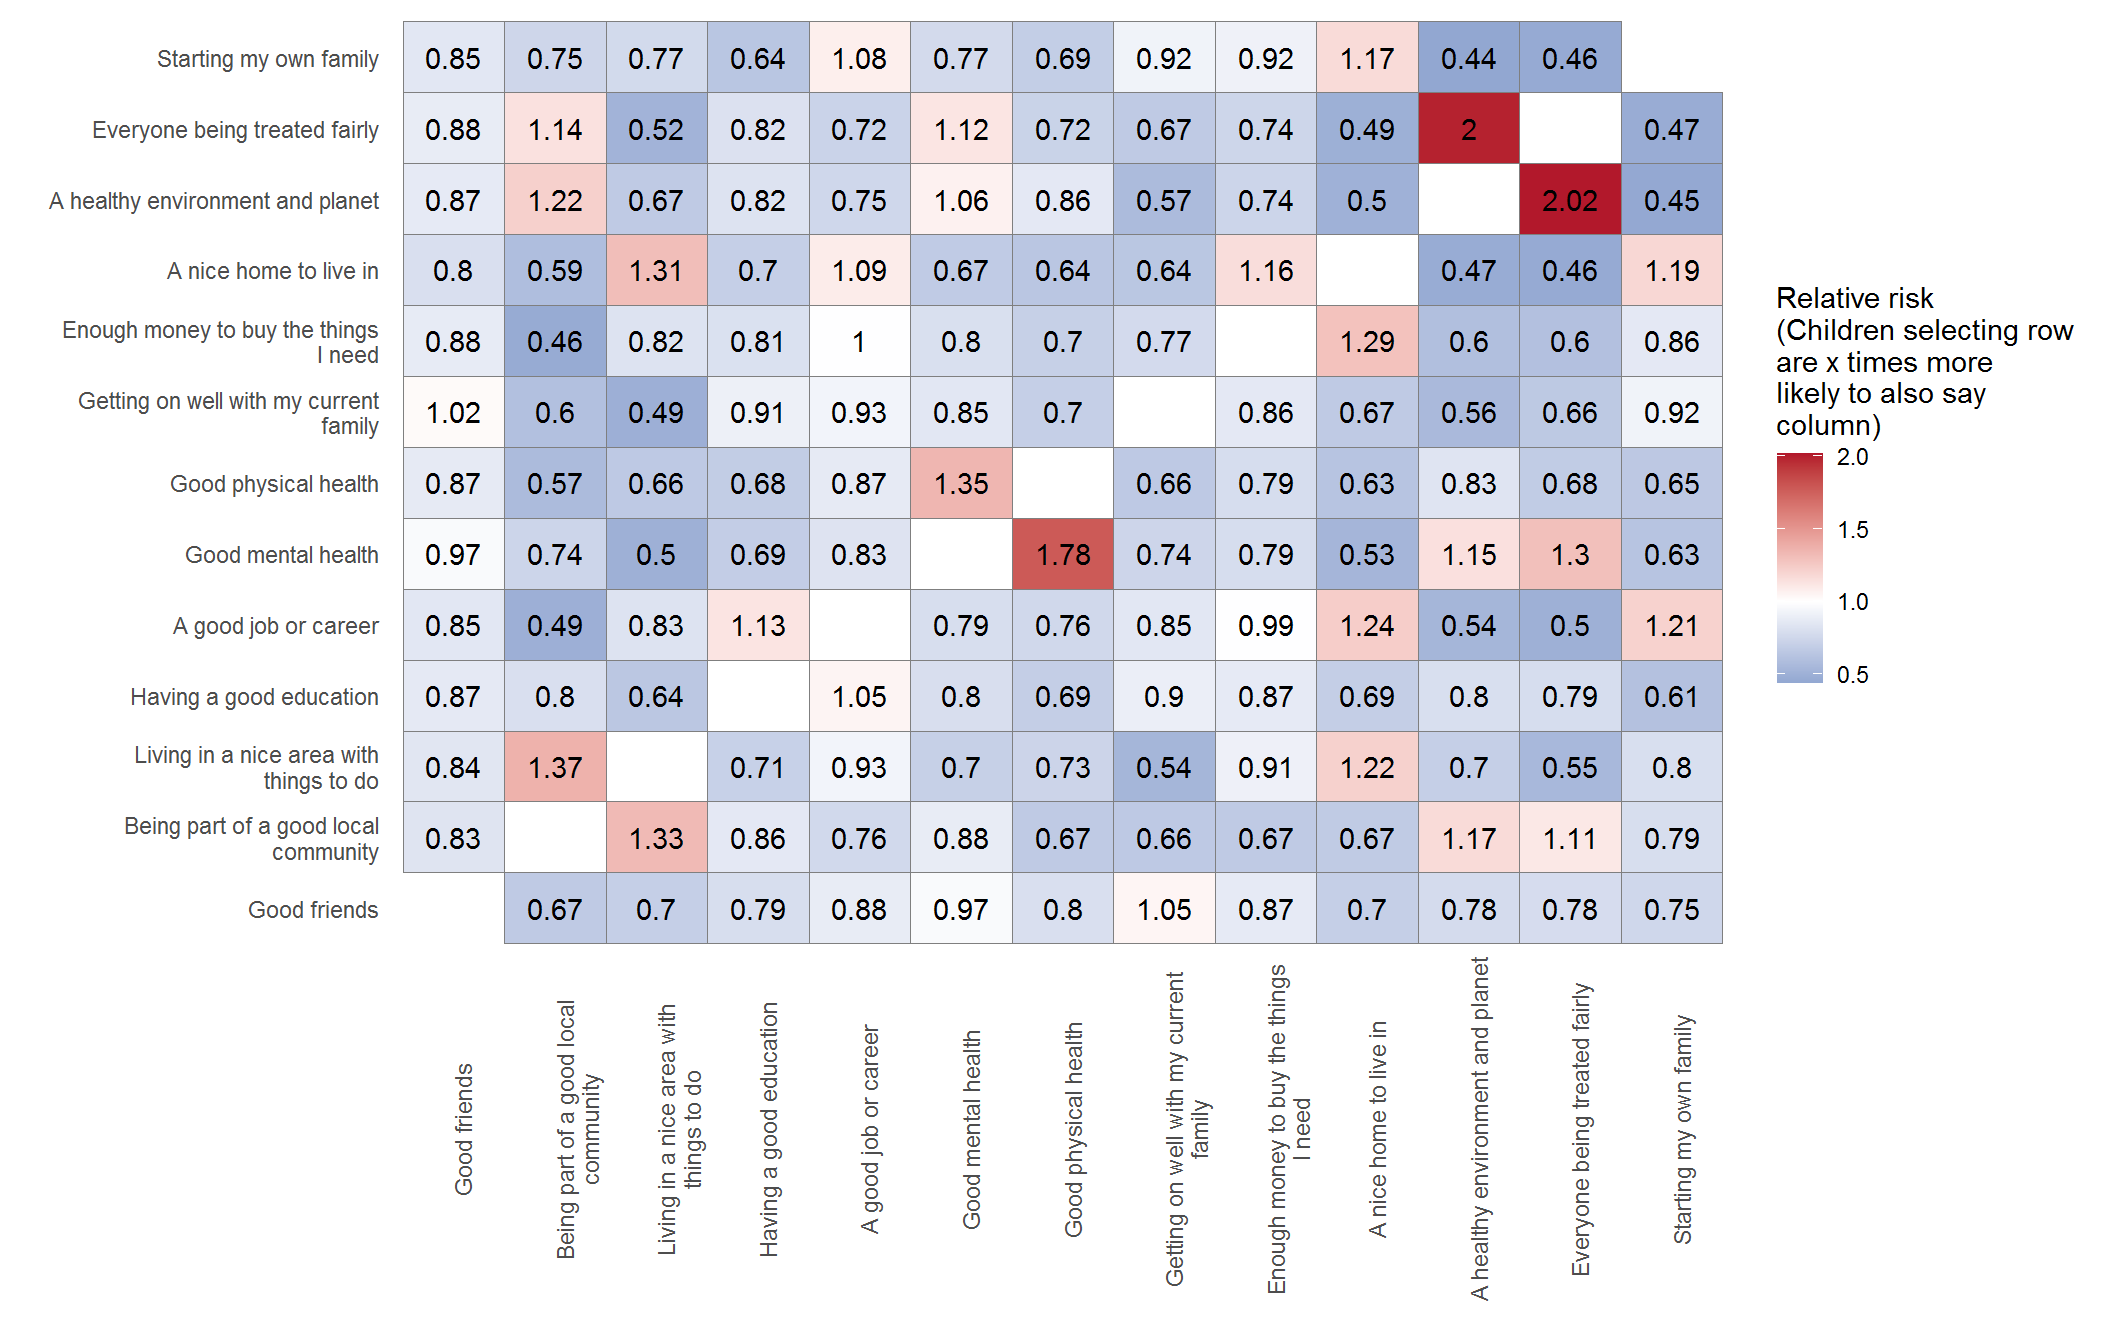 Starting my own family 0.85 0.75 0.77 0.64 1.08 0.77 0.69 0.92 0.92 1.17 0.44 0.46
Everyone being treated fairly 0.88 1.14 0.52 0.82 0.72 1.12 0.72 0.67 0.74 0.49 2 0.47
A healthy environment and planet 0.87 1.22 0.67 0.82 0.75 1.06 0.86 0.57 0.74 0.5 2.02 0.45
A nice home to live in 0.8 0.59 1.31 0.7 1.09 0.67 0.64 0.64 1.16 0.47 0.46 1.19
Enough money to buy the things
I need
0.88 0.46 0.82 0.81 1 0.8 0.7 0.77 1.29 0.6 0.6 0.86
Getting on well with my current
family
1.02 0.6 0.49 0.91 0.93 0.85 0.7 0.86 0.67 0.56 0.66 0.92
Good physical health 0.87 0.57 0.66 0.68 0.87 1.35 0.66 0.79 0.63 0.83 0.68 0.65
Good mental health 0.97 0.74 0.5 0.69 0.83 1.78 0.74 0.79 0.53 1.15 1.3 0.63
A good job or career 0.85 0.49 0.83 1.13 0.79 0.76 0.85 0.99 1.24 0.54 0.5 1.21
Having a good education 0.87 0.8 0.64 1.05 0.8 0.69 0.9 0.87 0.69 0.8 0.79 0.61
Living in a nice area with
things to do
0.84 1.37 0.71 0.93 0.7 0.73 0.54 0.91 1.22 0.7 0.55 0.8
Being part of a good local
community
0.83 1.33 0.86 0.76 0.88 0.67 0.66 0.67 0.67 1.17 1.11 0.79
Good friends 0.67 0.7 0.79 0.88 0.97 0.8 1.05 0.87 0.7 0.78 0.78 0.75
Good friends
Being part of a good local
community
Living in a nice area with
things to do
Having a good education
A good job or career
Good mental health
Good physical health
Getting on well with my current
family
Enough money to buy the things
I need
A nice home to live in
A healthy environment and planet
Everyone being treated fairly
Starting my own family
Relative risk
(Children selecting row
are x times more
likely to also say
column)
2.0
1.5
1.0
0.5